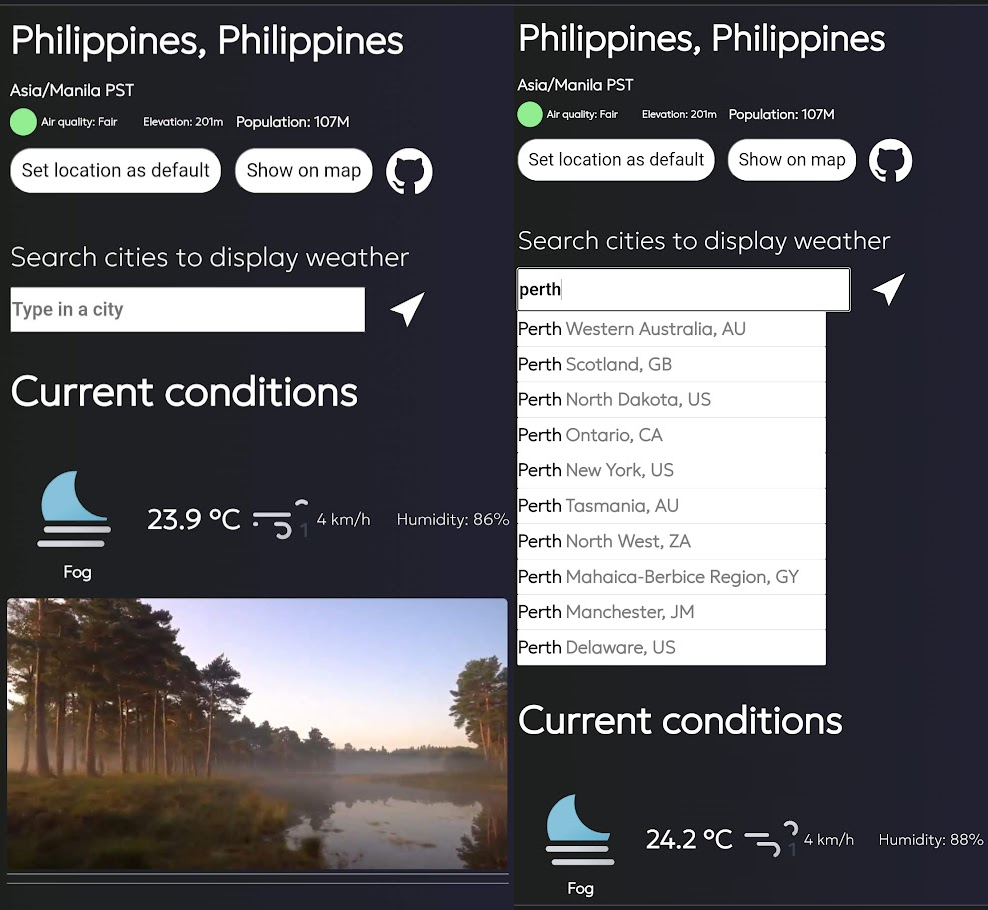 Philippines, Philippines
Asia/Manila PST
Air quality: Fair Elevation: 201m Population: 107M
Set location as default Show on map
Search cities to display weather
Type in a city
Current conditions
23.9 °C 1 4 km/h Humidity: 86%
Fog
Philippines, Philippines
Asia/Manila PST
Air quality: Fair Elevation: 201m Population: 107M
Set location as default Show on map
Search cities to display weather
perth
Perth Western Australia, AU
Perth Scotland, GB
Perth North Dakota, US
Perth Ontario, CA
Perth New York, US
Perth Tasmania, AU
Perth North West, ZA
Perth Mahaica-Berbice Region, GY
Perth Manchester, JM
Perth Delaware, US
Current conditions
24.2 °C 1 4 km/h Humidity: 88%
Fog